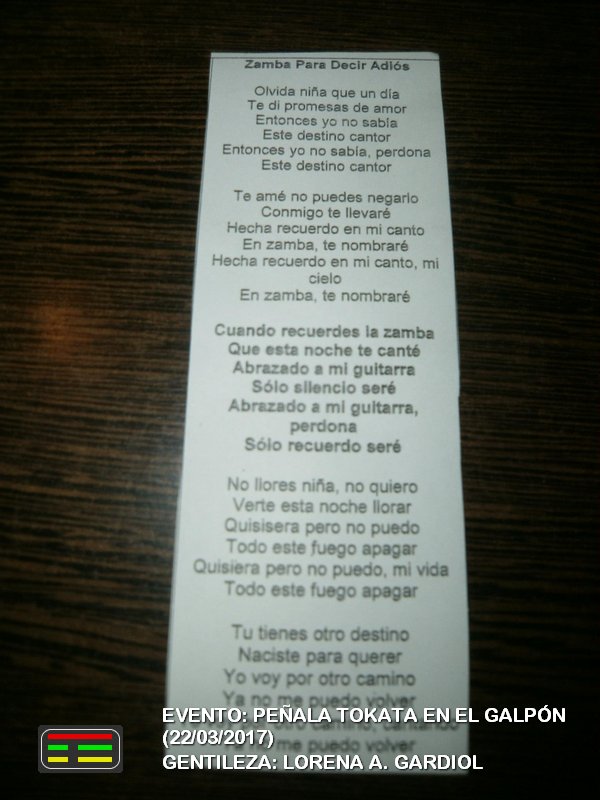 Zamba Para Decir Adiós
Olvida niña que un día
Te di promesas de amor
Entonces yo no sabía
Este destino cantor
Entonces yo no sabía, perdona
Este destino cantor
Te amé no puedes negarlo
Conmigo te llevaré
Hecha recuerdo en mi canto
En zamba, te nombraré
Hecha recuerdo en mi canto, mi
cielo
En zamba, te nombraré
Cuando recuerdes la zamba
Que esta noche te canté
Abrazado a mi guitarra
Sólo silencio seré
Abrazado a mi guitarra,
perdona
Sólo recuerdo seré
No llores niña, no quiero
Verte esta noche llorar
Quisisera pero no puedo
Todo este fuego apagar
Quisiera pero no puedo, mi vida
Todo este fuego apagar
Tu tienes otro destino
Naciste para querer
Yo voy por otro camino
Ya no me puedo volver
otro camino, cantando
me puedo volver
EVENTO: PEÑALA TOKATA EN EL GALPÓN
(22/03/2017)
GENTILEZA: LORENA A. GARDIOL